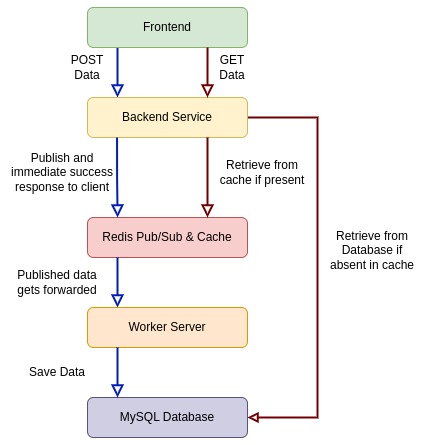 Frontend
POST
Data
GET
Data
Backend Service
Publish and
immediate success
response to client
Retrieve from
cache if present
Redis Pub/Sub & Cache
Retrieve from
Database if
absent in cache
Published data
gets forwarded
Worker Server
Save Data
MySQL Database